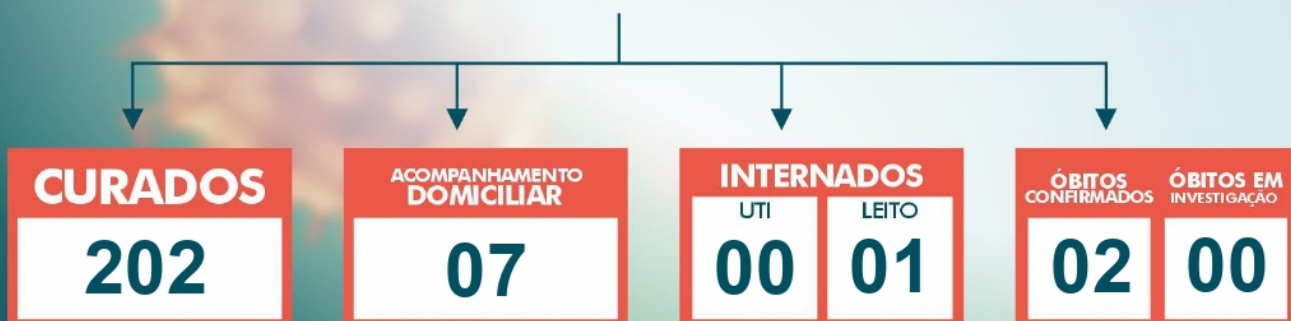 CURADOS
202
ACOMPANHAMENTO
DOMICILIAR
07
INTERNADOS
UTI
00
LEITO
01
ÓBITOS
CONFIRMADOS
02
ÓBITOS EM
INVESTIGAÇÃO
00